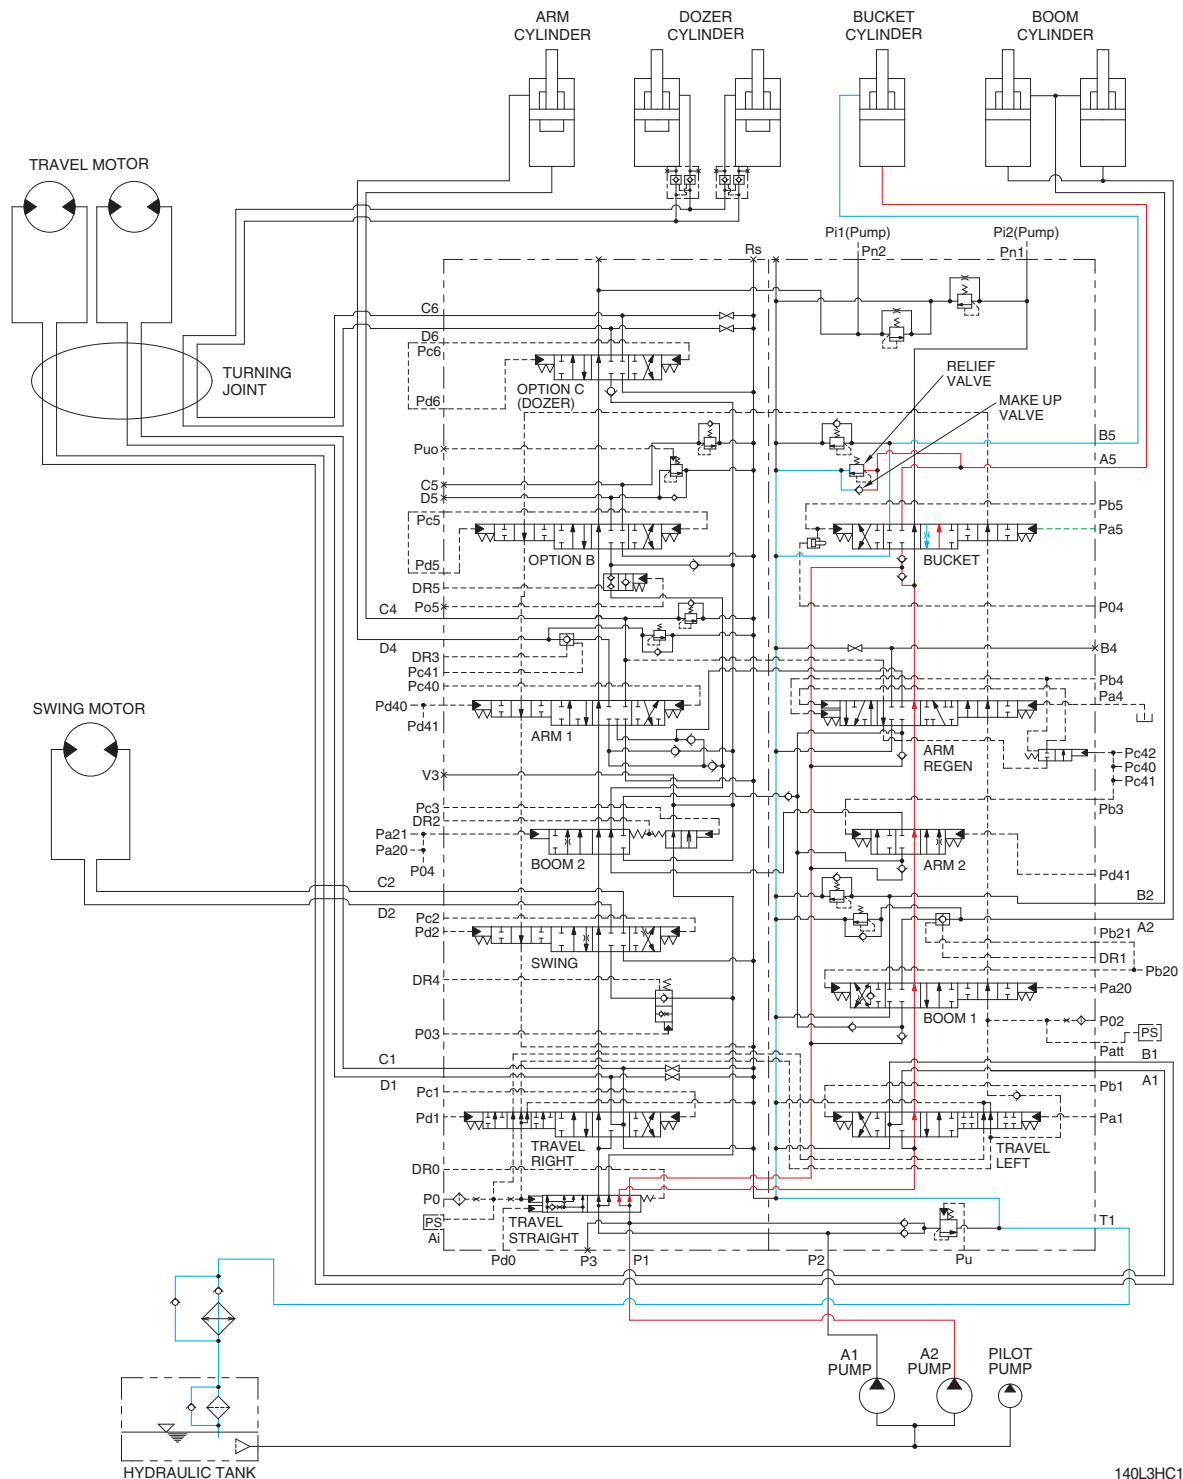 ARM
CYLINDER
DOZER
CYLINDER
BUCKET
CYLINDER
BOOM
CYLINDER
TRAVEL MOTOR
Pi1(Pump)
Pi2(Pump)
Rs
Pn2
Pn1
C6
D6
Pc6
TURNING
JOINT
OPTION C
(DOZER)
Pd6
RELIEF
VALVE
MAKE UP
VALVE
Puo
B5
A5
C5
D5
Pc5
Pb5
Pa5
OPTION B
BUCKET
Pd5
DR5
Po5
P04
C4
D4
DR3
Pc41
B4
Pc40
Pb4
Pa4
Pd40
Pd41
SWING MOTOR
ARM 1
ARM
REGEN
Pc42
Pc40
Pc41
V3
Pc3
DR2
Pb3
Pa21
Pa20
P04
BOOM 2
ARM 2
Pd41
C2
D2
B2
A2
Pc2
Pd2
Pb21
SWING
DR1
Pb20
DR4
Pa20
BOOM 1
P03
P02
PS
Patt
B1
C1
D1
A1
Pc1
Pb1
Pd1
Pa1
TRAVEL
RIGHT
TRAVEL
LEFT
DR0
P0
PS
Ai
TRAVEL
STRAIGHT
T1
Pd0
P3
P1
P2
Pu
A1
PUMP
A2
PUMP
PILOT
PUMP
HYDRAULIC TANK
140L3HC1